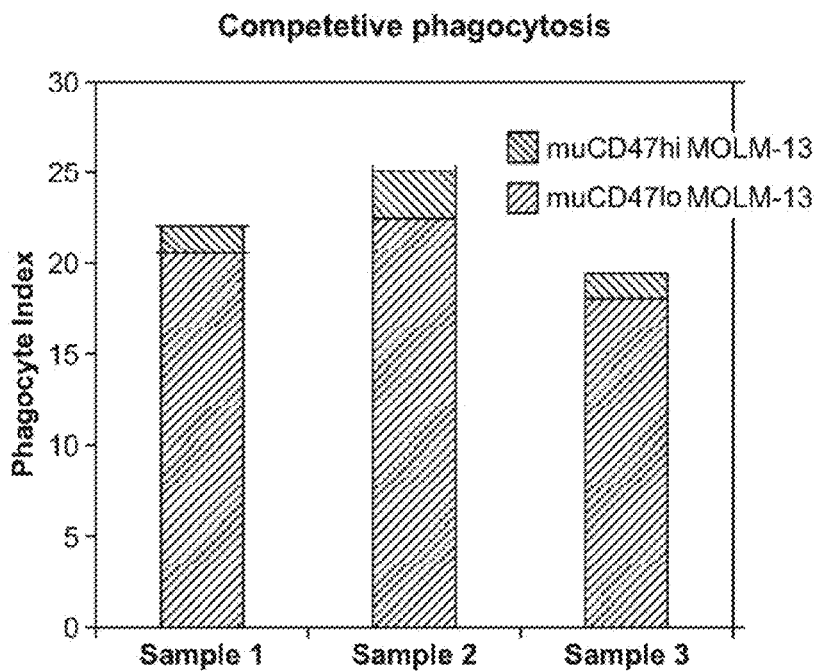 Competetive phagocytosis
30
muCD47hi MOLM-13
25
muCD47lo MOLM-13
20
Phagocyte Index
15
10
5
0
Sample 1 Sample 2 Sample 3